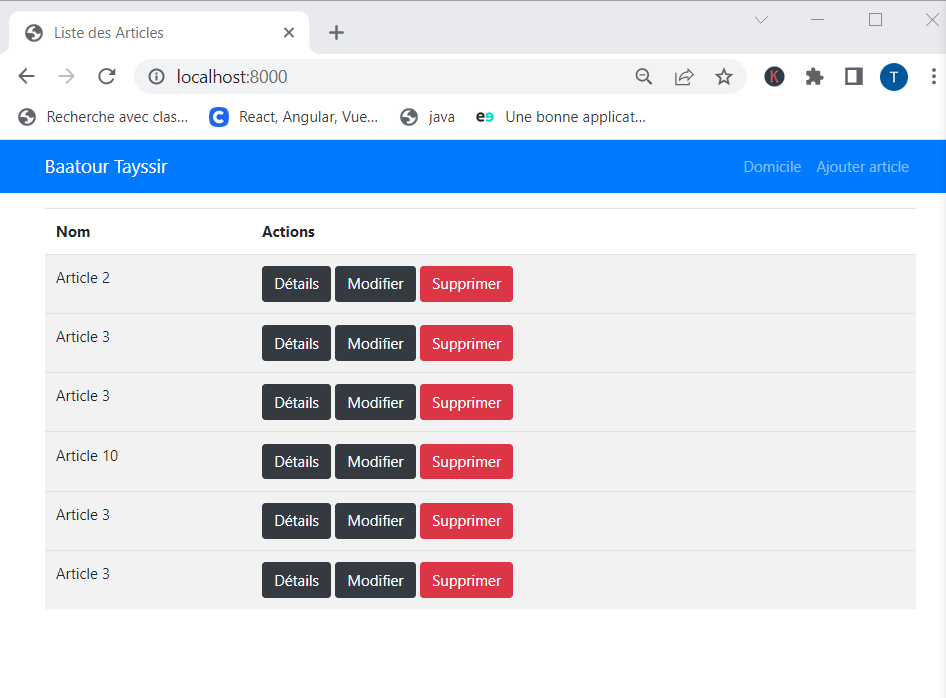 Liste des Articles
localhost:8000
K
T
Recherche avec clas...
C
React, Angular, Vue...
java
Une bonne applicat...
Baatour Tayssir
Domicile
Ajouter article
Nom Actions
Article 2 Détails Modifier Supprimer
Article 3 Détails Modifier Supprimer
Article 3 Détails Modifier Supprimer
Article 10 Détails Modifier Supprimer
Article 3 Détails Modifier Supprimer
Article 3 Détails Modifier Supprimer